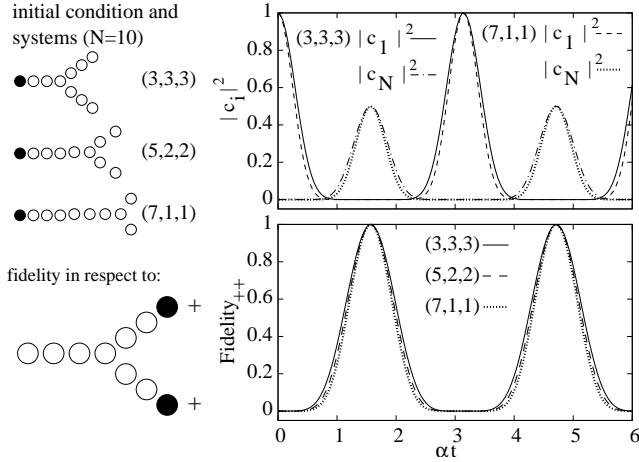 initial condition and
systems (N=10)
(3,3,3)
(5,2,2)
(7,1,1)
fidelity in respect to:
+
+
(3,3,3) | c_1 |^2
| c_N |^2
(7,1,1) | c_1 |^2
| c_N |^2
| c_i |^2
1
0.8
0.6
0.4
0.2
0
(3,3,3)
(5,2,2)
(7,1,1)
Fidelity_++
1
0.8
0.6
0.4
0.2
0
0 1 2 3 4 5 6
αt